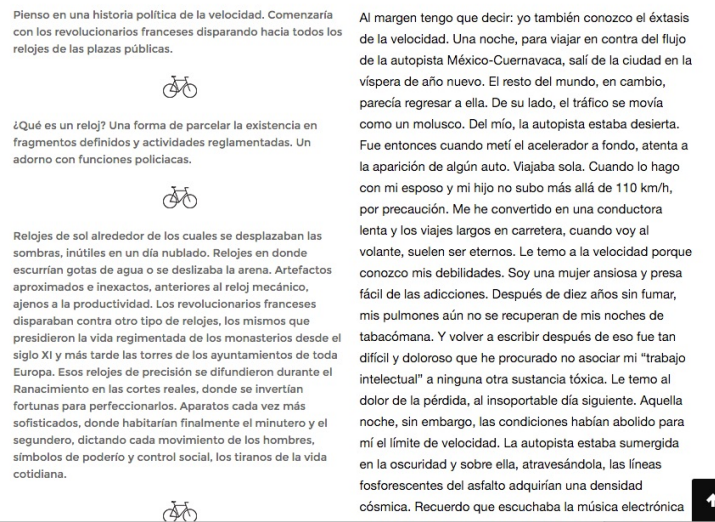 Pienso en una historia política de la velocidad. Comenzaría
con los revolucionarios franceses disparando hacia todos los
relojes de las plazas públicas.
¿Qué es un reloj? Una forma de parcelar la existencia en
fragmentos definidos y actividades reglamentadas. Un
adorno con funciones policiacas.
Relojes de sol alrededor de los cuales se desplazaban las
sombras, inútiles en un día nublado. Relojes en donde
escurrían gotas de agua o se deslizaba la arena. Artefactos
aproximados e inexactos, anteriores al reloj mecánico,
ajenos a la productividad. Los revolucionarios franceses
disparaban contra otro tipo de relojes, los mismos que
presidieron la vida regimentada de los monasterios desde el
siglo XI y más tarde las torres de los ayuntamientos de toda
Europa. Esos relojes de precisión se difundieron durante el
Ranacimiento en las cortes reales, donde se invertían
fortunas para perfeccionarlos. Aparatos cada vez más
sofisticados, donde habitarían finalmente el minutero y el
segundero, dictando cada movimiento de los hombres,
símbolos de poderío y control social, los tiranos de la vida
cotidiana.
Al margen tengo que decir: yo también conozco el éxtasis
de la velocidad. Una noche, para viajar en contra del flujo
de la autopista México-Cuernavaca, salí de la ciudad en la
víspera de año nuevo. El resto del mundo, en cambio,
parecía regresar a ella. De su lado, el tráfico se movía
como un molusco. Del mío, la autopista estaba desierta.
Fue entonces cuando metí el acelerador a fondo, atenta a
la aparición de algún auto. Viajaba sola. Cuando lo hago
con mi esposo y mi hijo no subo más allá de 110 km/h,
por precaución. Me he convertido en una conductora
lenta y los viajes largos en carretera, cuando voy al
volante, suelen ser eternos. Le temo a la velocidad porque
conozco mis debilidades. Soy una mujer ansiosa y presa
fácil de las adicciones. Después de diez años sin fumar,
mis pulmones aún no se recuperan de mis noches de
tabacómana. Y volver a escribir después de eso fue tan
difícil y doloroso que he procurado no asociar mi “trabajo
intelectual” a ninguna otra sustancia tóxica. Le temo al
dolor de la pérdida, al insoportable día siguiente. Aquella
noche, sin embargo, las condiciones habían abolido para
mí el límite de velocidad. La autopista estaba sumergida
en la oscuridad y sobre ella, atravesándola, las líneas
fosforescentes del asfalto adquirían una densidad
cósmica. Recuerdo que escuchaba la música electrónica